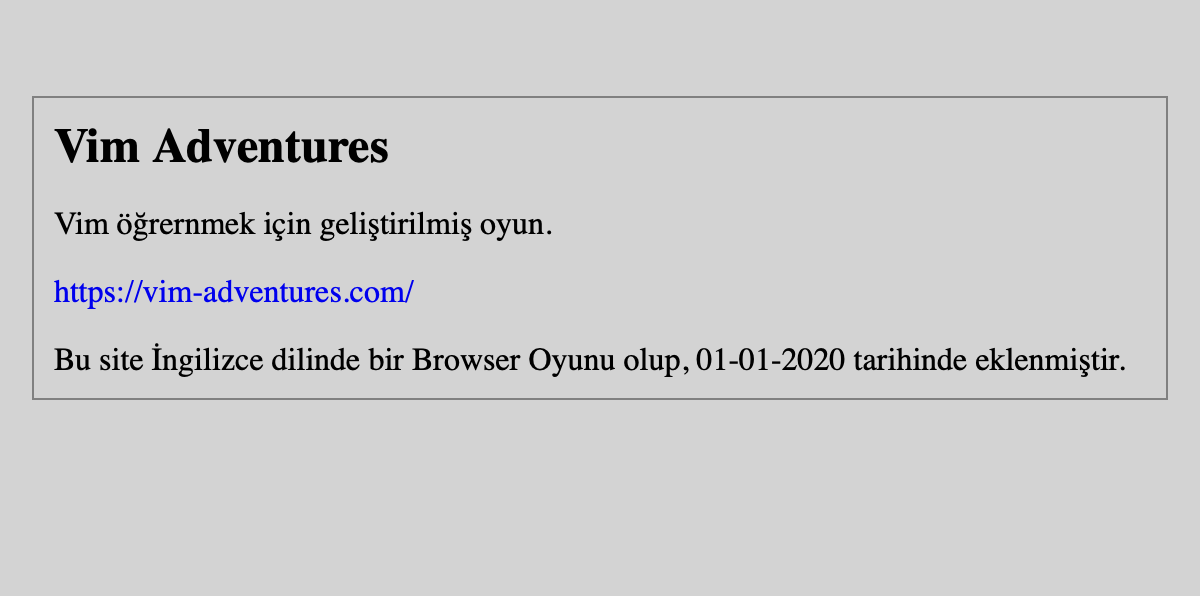 Vim Adventures
Vim öğrernmek için geliştirilmiş oyun.
https://vim-adventures.com/
Bu site İngilizce dilinde bir Browser Oyunu olup, 01-01-2020 tarihinde eklenmiştir.